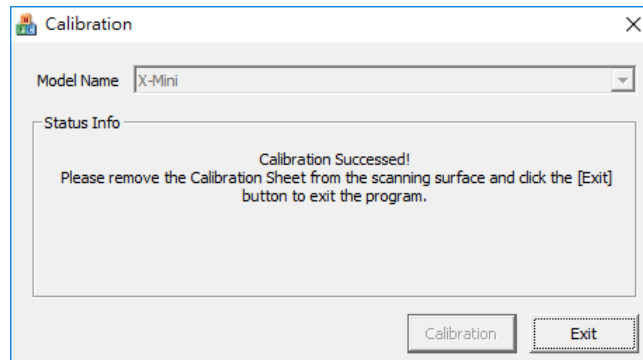 Calibration
Model Name X-Mini
Status Info
Calibration Successed!
Please remove the Calibration Sheet from the scanning surface and click the [Exit]
button to exit the program.
Calibration Exit